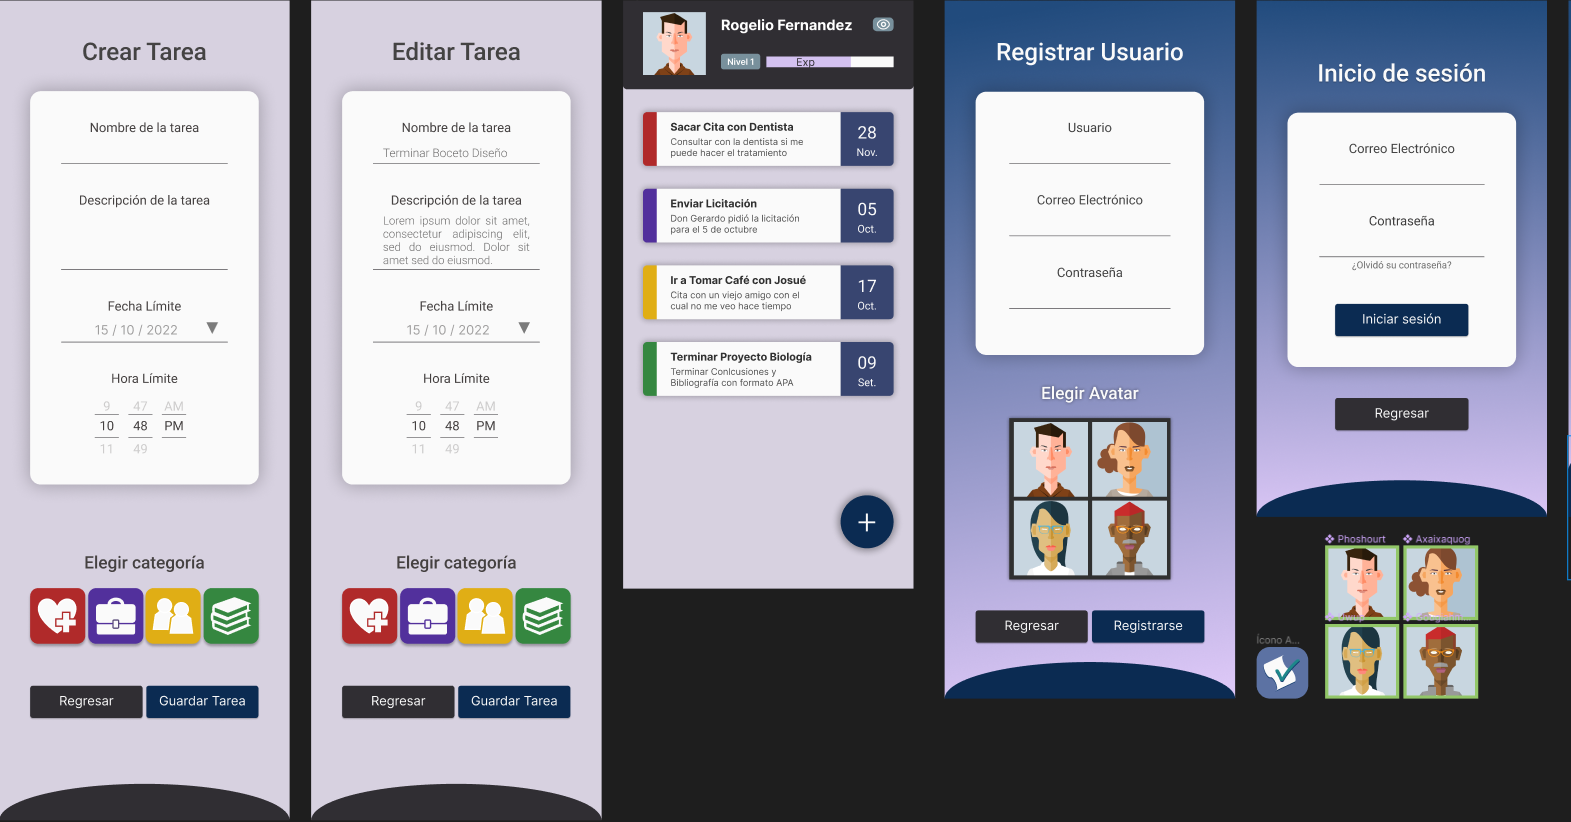 Crear Tarea
Nombre de la tarea
Descripción de la tarea
Fecha Límite
15 / 10 / 2022
Hora Límite
9 47 AM
10 48 PM
11 49
Elegir categoría
Regresar
Guardar Tarea
Editar Tarea
Nombre de la tarea
Terminar Boceto Diseño
Descripción de la tarea
Lorem ipsum dolor sit amet,
consectetur adipiscing elit,
sed do eiusmod. Dolor sit
amet sed do eiusmod.
Fecha Límite
15 / 10 / 2022
Hora Límite
9 47 AM
10 48 PM
11 49
Elegir categoría
Regresar
Guardar Tarea
Rogelio Fernandez
Nivel 1
Exp
Sacar Cita con Dentista
Consultar con la dentista si me
puede hacer el tratamiento
28
Nov.
Enviar Licitación
Don Gerardo pidió la licitación
para el 5 de octubre
05
Oct.
Ir a Tomar Café con Josué
Cita con un viejo amigo con el
cual no me veo hace tiempo
17
Oct.
Terminar Proyecto Biología
Terminar Conlcusiones y
Bibliografía con formato APA
09
Set.
+
Registrar Usuario
Usuario
Correo Electrónico
Contraseña
Elegir Avatar
Regresar
Registrarse
Inicio de sesión
Correo Electrónico
Contraseña
¿Olvidó su contraseña?
Iniciar sesión
Regresar
Phoshourt
Axaixaquog
Ícono A...